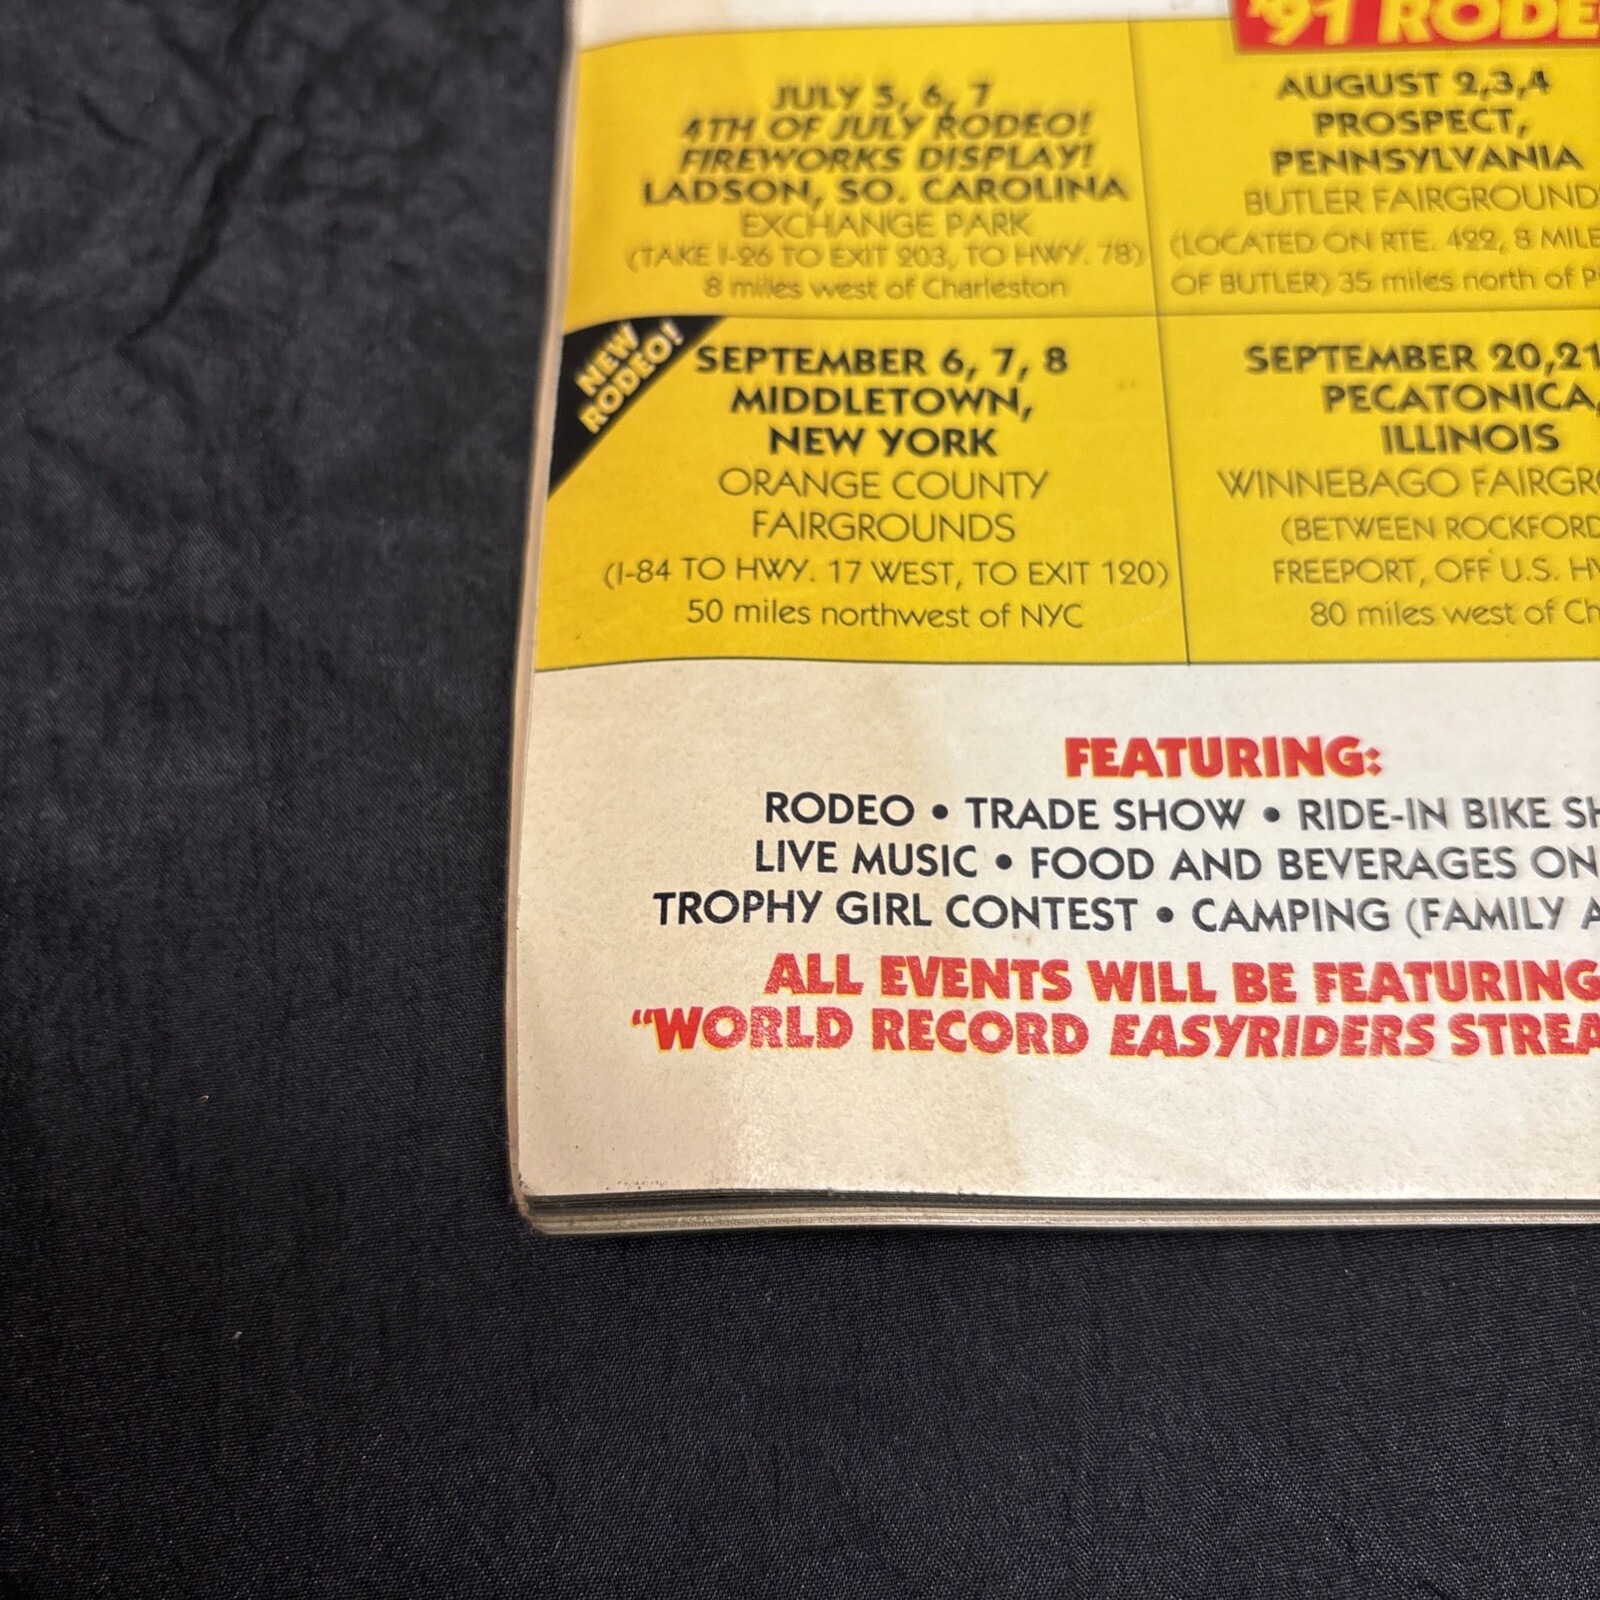 '91 RODE
JULY 5, 6, 7
4TH OF JULY RODEO!
FIREWORKS DISPLAY!
LADSON, SO. CAROLINA
EXCHANGE PARK
(TAKE I-26 TO EXIT 203, TO HWY. 78)
8 miles west of Charleston
AUGUST 2,3,4
PROSPECT,
PENNSYLVANIA
BUTLER FAIRGROUND
(LOCATED ON RTE. 422, 8 MILE
OF BUTLER) 35 miles north of P
NEW
RODEO!
SEPTEMBER 6, 7, 8
MIDDLETOWN,
NEW YORK
ORANGE COUNTY
FAIRGROUNDS
(I-84 TO HWY. 17 WEST, TO EXIT 120)
50 miles northwest of NYC
SEPTEMBER 20,21
PECATONICA,
ILLINOIS
WINNEBAGO FAIRGR
(BETWEEN ROCKFORD
FREEPORT, OFF U.S. H
80 miles west of Ch
FEATURING:
RODEO • TRADE SHOW • RIDE-IN BIKE SH
LIVE MUSIC • FOOD AND BEVERAGES ON
TROPHY GIRL CONTEST • CAMPING (FAMILY A
ALL EVENTS WILL BE FEATURING
“WORLD RECORD EASYRIDERS STREA